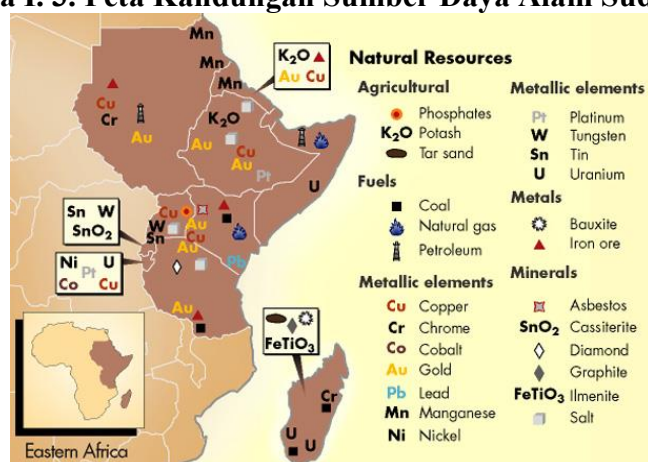 a I. 3. Peta Kandungan Sumber Daya Alam Sud
Mn
Mn
Mn
K2O
Au Cu
Cu
Cr
Au
K2O
Au
Cu
Au
Pt
U
Sn W
SnO2
Cu
W
Sn
Au
Cu
Au
Pb
Ni U
Pt
Co Cu
Au
FeTiO3
Cr
U
U
Eastern Africa
Natural Resources
Agricultural
Phosphates
K2O Potash
Tar sand
Fuels
Coal
Natural gas
Petroleum
Metallic elements
Cu Copper
Cr Chrome
Co Cobalt
Au Gold
Pb Lead
Mn Manganese
Ni Nickel
Metallic elements
Pt Platinum
W Tungsten
Sn Tin
U Uranium
Metals
Bauxite
Iron ore
Minerals
Asbestos
SnO2 Cassiterite
Diamond
Graphite
FeTiO3 Ilmenite
Salt